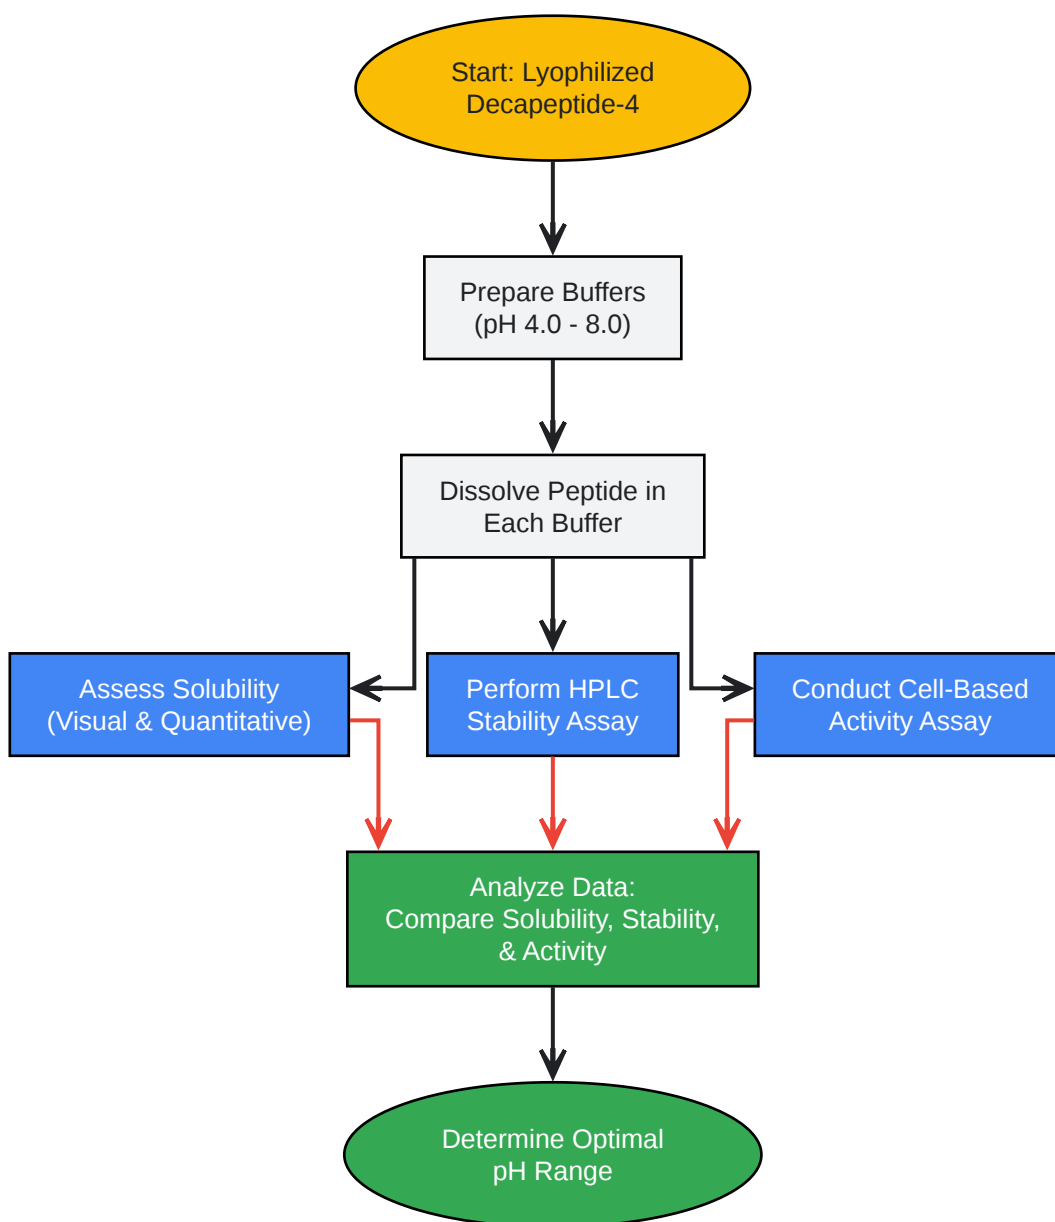 Start: Lyophilized
Decapeptide-4
Prepare Buffers
(pH 4.0 - 8.0)
Dissolve Peptide in
Each Buffer
Assess Solubility
(Visual & Quantitative)
Perform HPLC
Stability Assay
Conduct Cell-Based
Activity Assay
Analyze Data:
Compare Solubility, Stability,
& Activity
Determine Optimal
pH Range